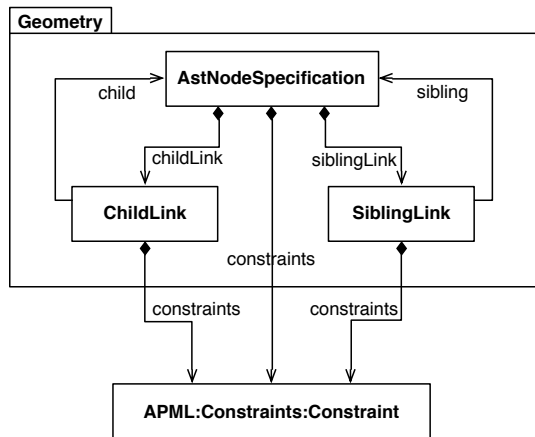 Geometry
AstNodeSpecification
child
sibling
childLink
siblingLink
ChildLink
SiblingLink
constraints
constraints
constraints
APML:Constraints:Constraint